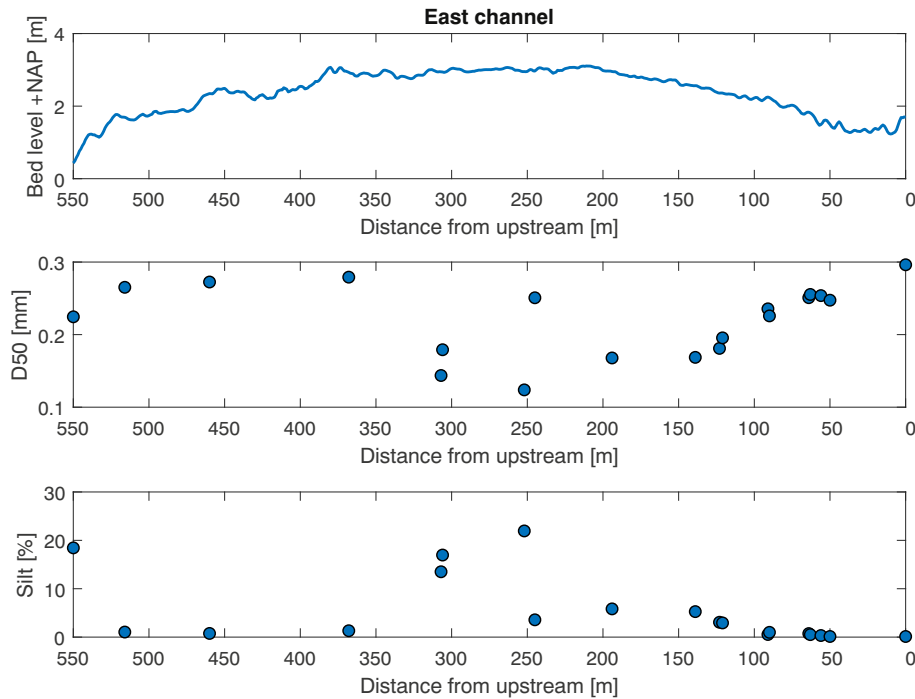 East channel
Bed level +NAP [m]
4
2
0
550 500 450 400 350 300 250 200 150 100 50 0
Distance from upstream [m]
D50 [mm]
0.3
0.2
0.1
550 500 450 400 350 300 250 200 150 100 50 0
Distance from upstream [m]
Silt [%]
30
20
10
0
550 500 450 400 350 300 250 200 150 100 50 0
Distance from upstream [m]